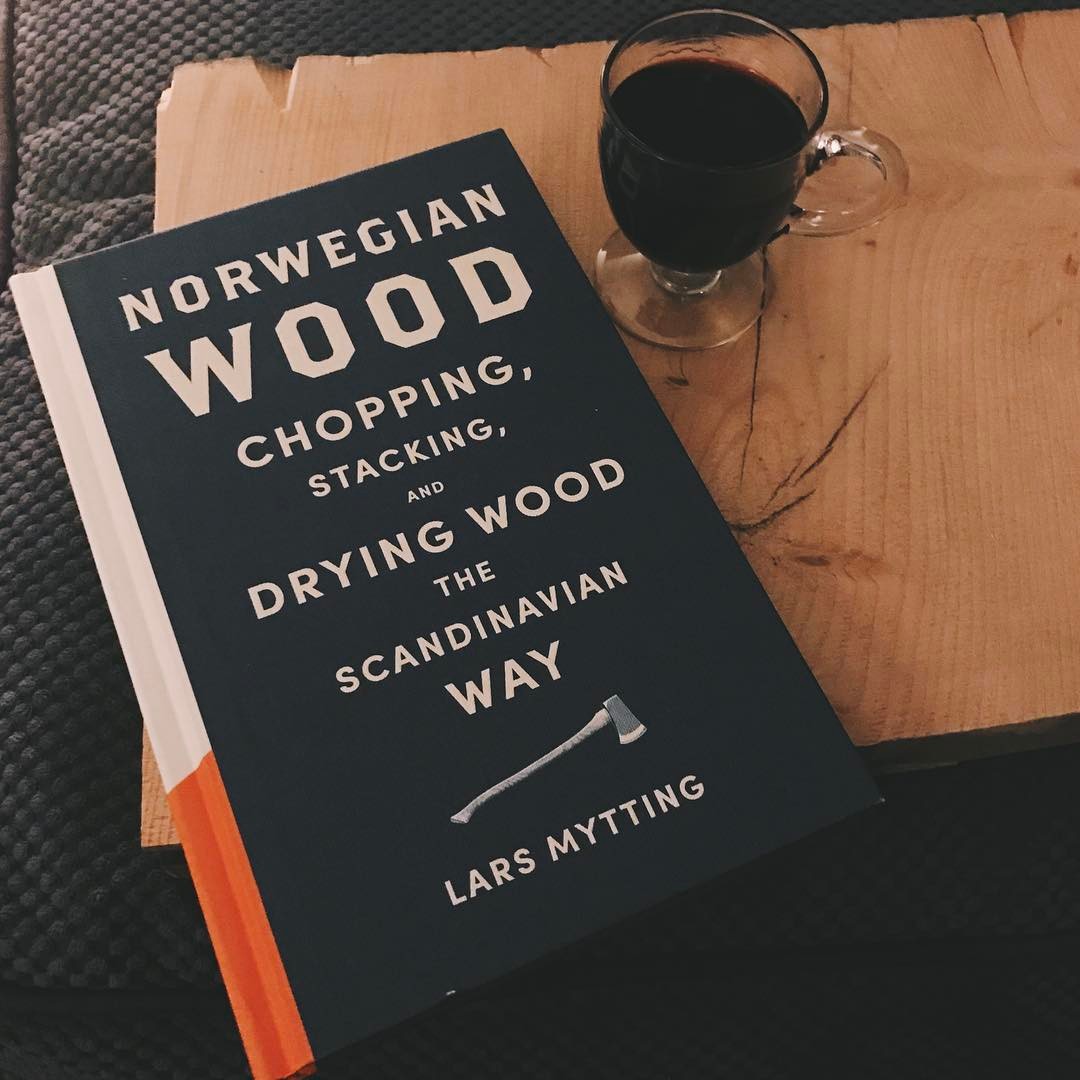 NORWEGIAN
WOOD
CHOPPING,
STACKING,
AND
DRYING WOOD
THE
SCANDINAVIAN
WAY
LARS MYTTING